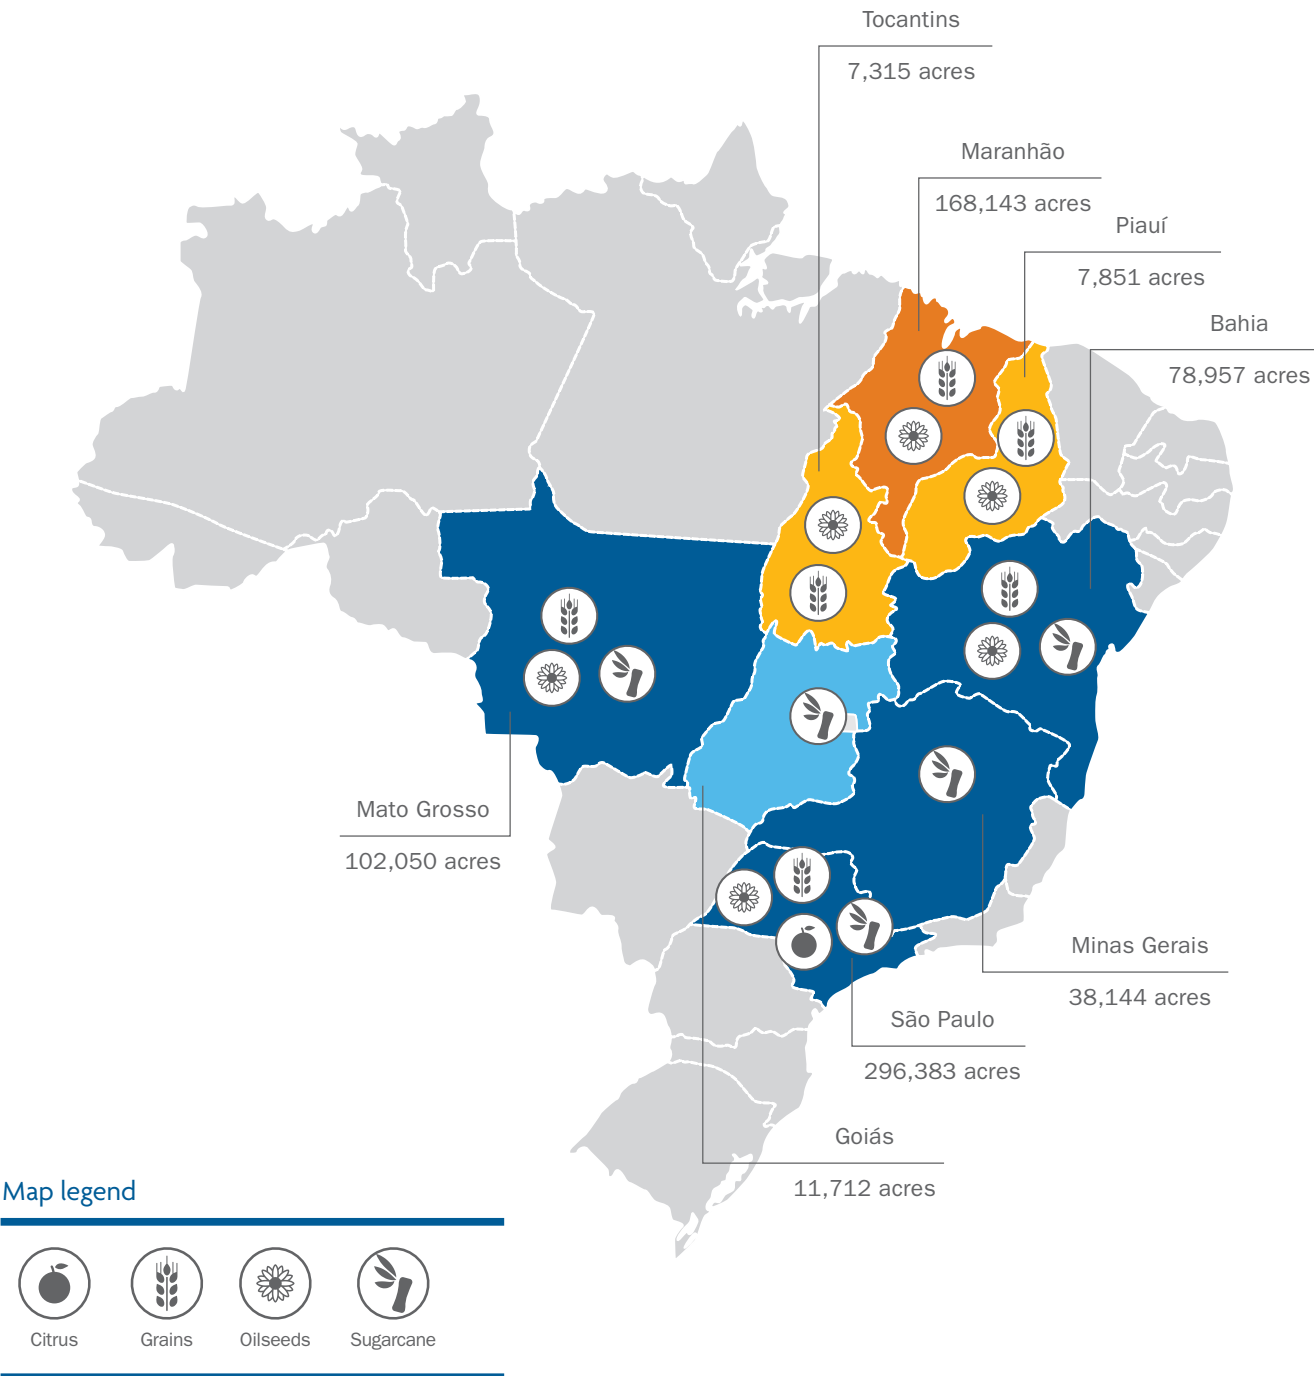 Tocantins
7,315 acres
Maranhão
168,143 acres
Piauí
7,851 acres
Bahia
78,957 acres
Mato Grosso
102,050 acres
Minas Gerais
38,144 acres
São Paulo
296,383 acres
Goiás
11,712 acres
Map legend
Citrus
Grains
Oilseeds
Sugarcane